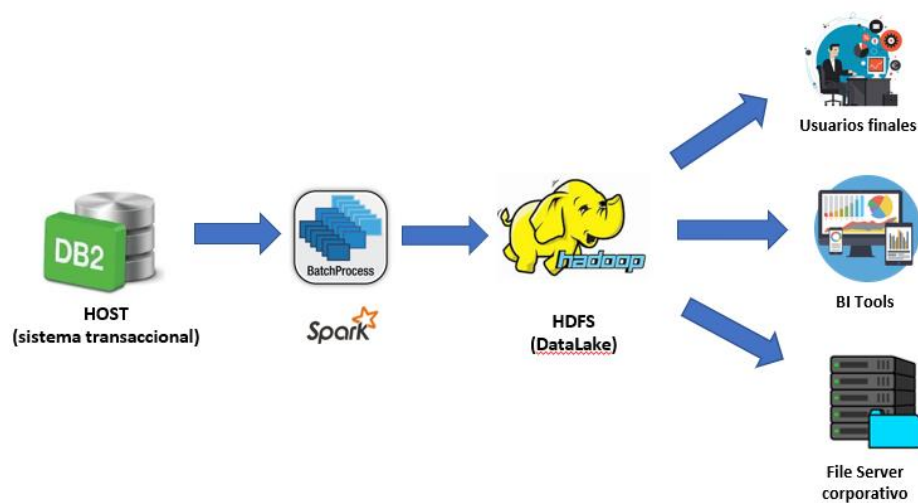 DB2
HOST
(sistema transaccional)
BatchProcess
Spark
hadoop
HDFS
(DataLake)
Usuarios finales
BI Tools
File Server
corporativo